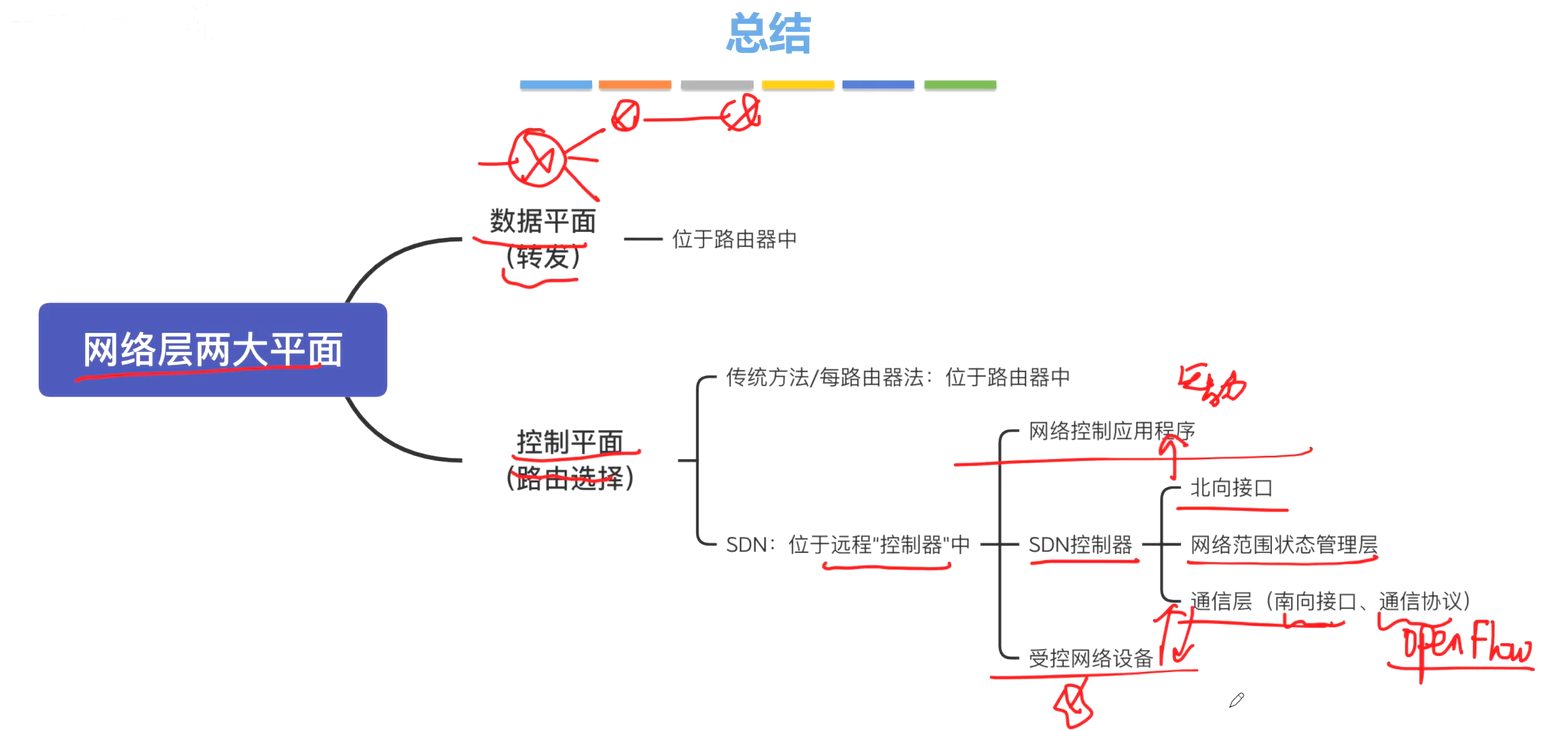 总结
数据平面
(转发)
位于路由器中
网络层两大平面
传统方法/每路由器法：位于路由器中
控制平面
(路由选择)
网络控制应用程序
北向接口
SDN：位于远程"控制器"中
SDN控制器
网络范围状态管理层
通信层（南向接口、通信协议）
OpenFlow
受控网络设备